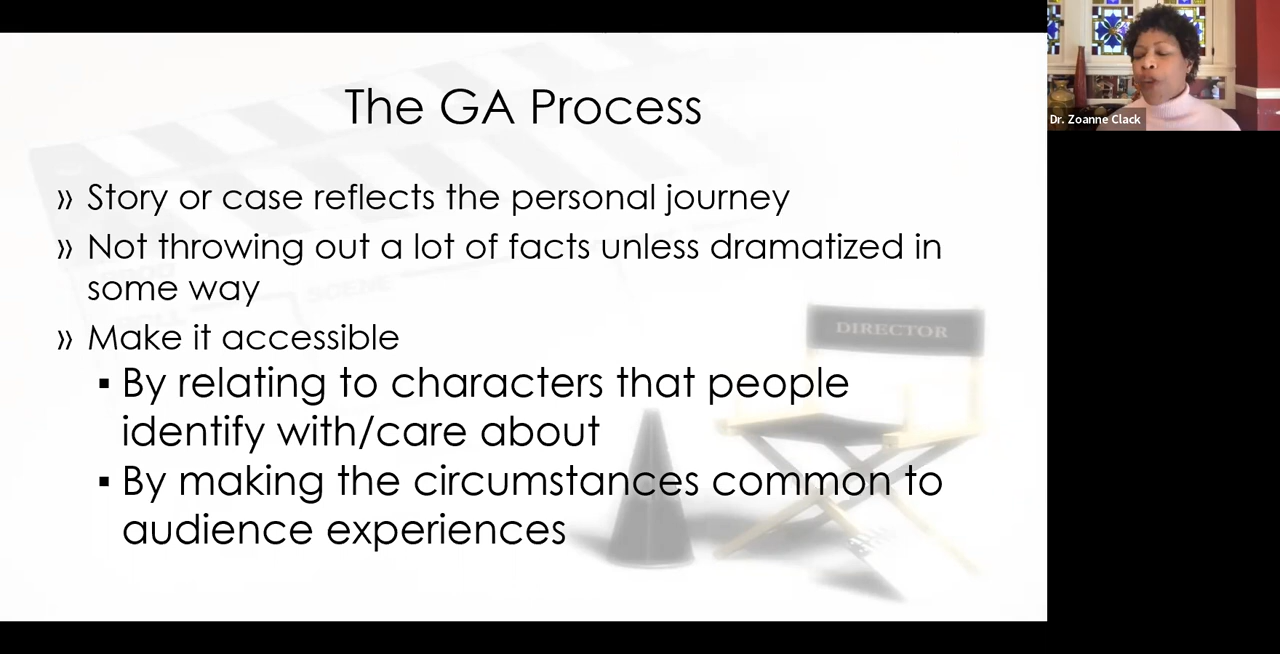 The GA Process
» Story or case reflects the personal journey
» Not throwing out a lot of facts unless dramatized in
some way
» Make it accessible
▪ By relating to characters that people
identify with/care about
▪ By making the circumstances common to
audience experiences
DIRECTOR
SCENE
Dr. Zoanne Clack